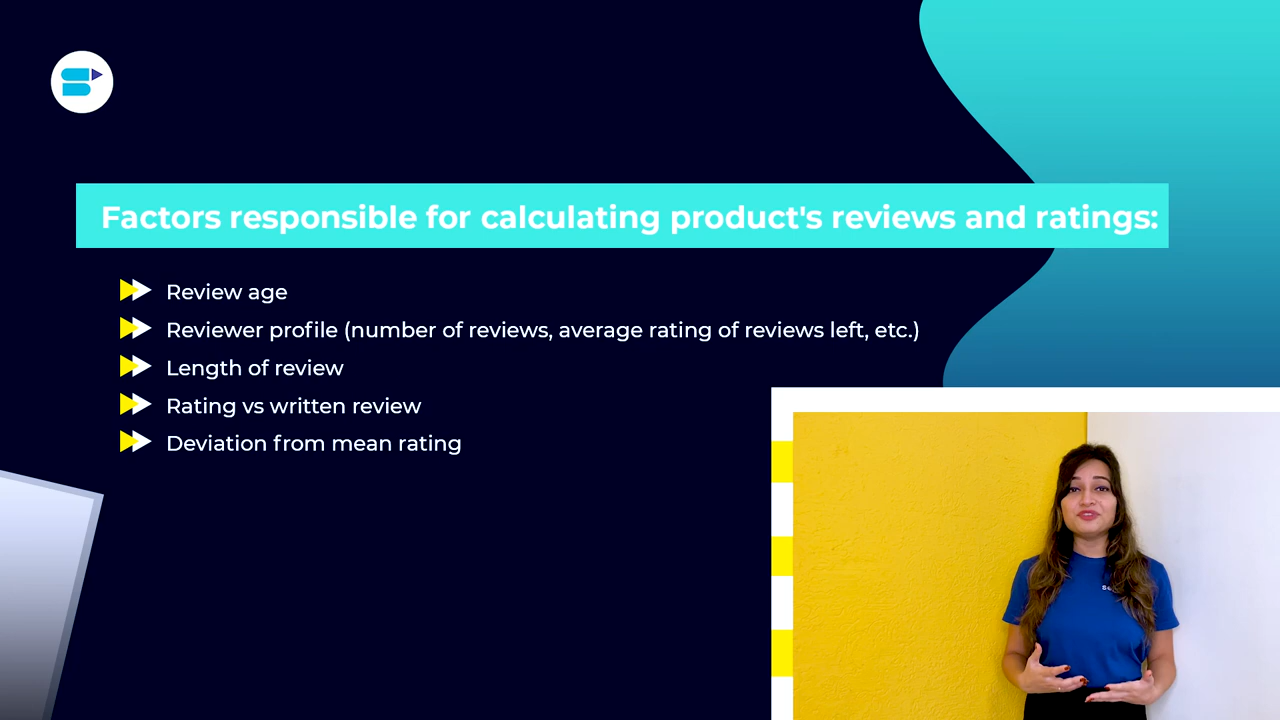 Factors responsible for calculating product's reviews and ratings:
Review age
Reviewer profile (number of reviews, average rating of reviews left, etc.)
Length of review
Rating vs written review
Deviation from mean rating